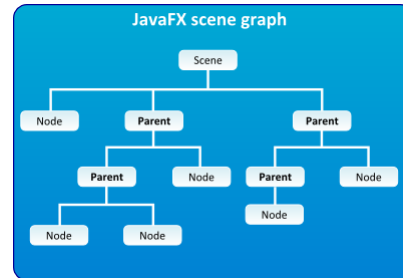 JavaFX scene graph
Scene
Node Parent Parent
Parent Node Parent Node
Node
Node Node